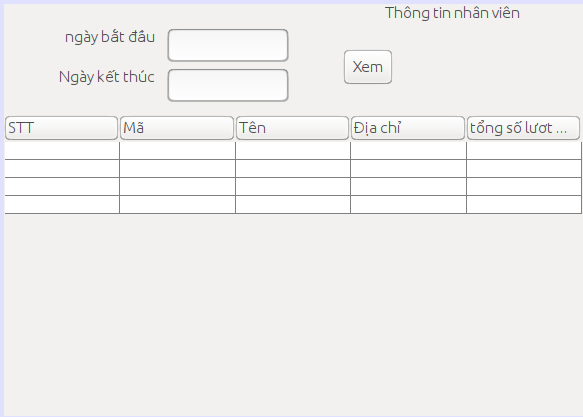 Thông tin nhân viên
ngày bắt đầu
Ngày kết thúc
Xem
STT Mã Tên Địa chỉ tổng số lươt ...